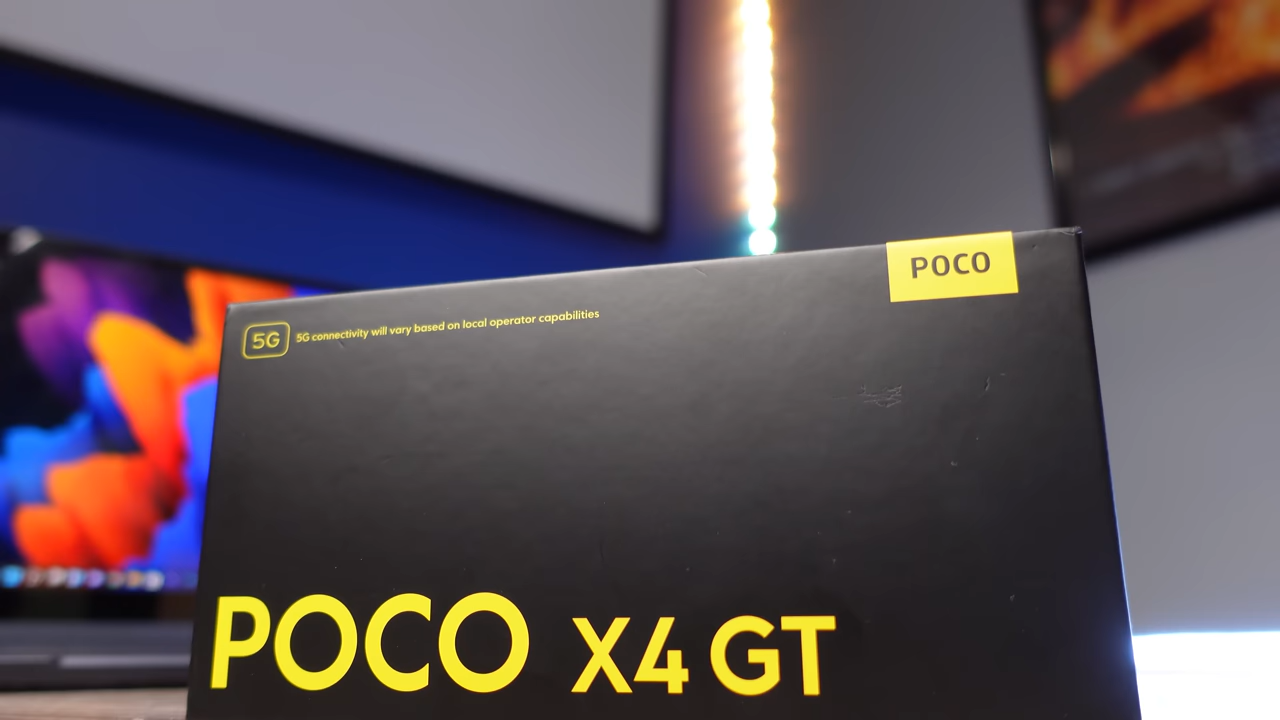 POCO
5G 5G connectivity will vary based on local operator capabilities
POCO X4 GT